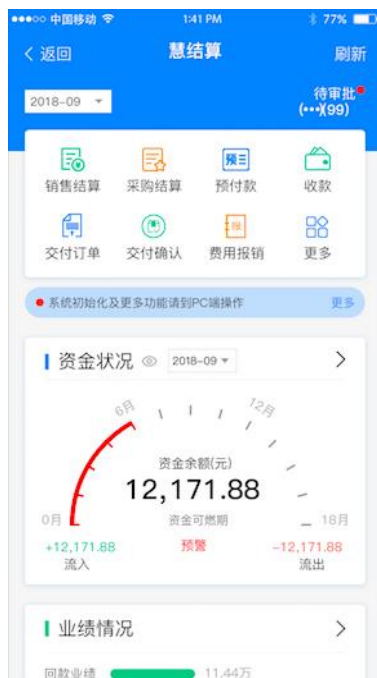 中国移动 1:41 PM 77%
返回 慧结算 刷新
2018-09 待审批
(•••)(99)
销售结算 采购结算 预付款 收款
交付订单 交付确认 费用报销 更多
系统初始化及更多功能请到PC端操作 更多
资金状况 2018-09
6月 12月
资金余额(元)
12,171.88
0月 资金可燃期 18月
+12,171.88 预警 -12,171.88
流入 流出
业绩情况
回款业绩 11.44万